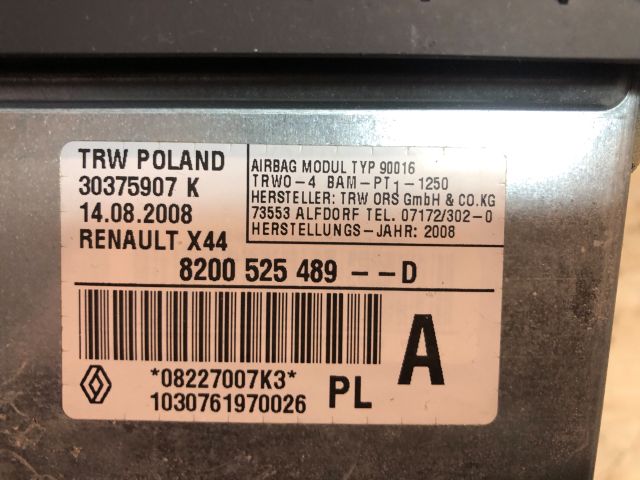 TRW POLAND
30375907 K
14.08.2008
RENAULT X44
AIRBAG MODUL TYP 90016
TRWO-4 BAM-PT1-1250
HERSTELLER: TRW ORS GmbH & CO.KG
73553 ALFDORF TEL. 07172/302-0
HERSTELLUNGS-JAHR: 2008
8200 525 489 --D
A
*08227007K3*
1030761970026
PL